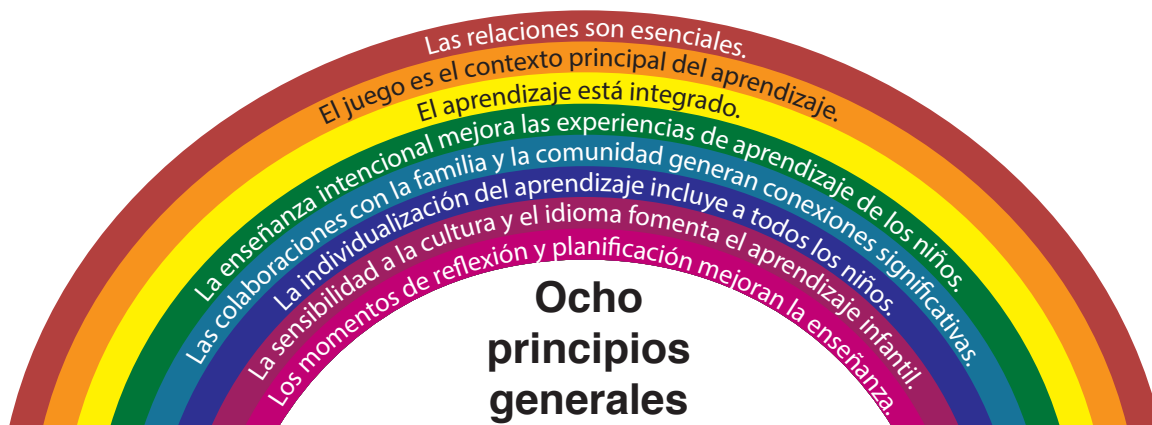 Las relaciones son esenciales.
El juego es el contexto principal del aprendizaje.
El aprendizaje está integrado.
La enseñanza intencional mejora las experiencias de aprendizaje de los niños.
Las colaboraciones con la familia y la comunidad generan conexiones significativas.
La individualización del aprendizaje incluye a todos los niños.
La sensibilidad a la cultura y el idioma fomenta el aprendizaje infantil.
Los momentos de reflexión y planificación mejoran la enseñanza.
Ocho
principios
generales